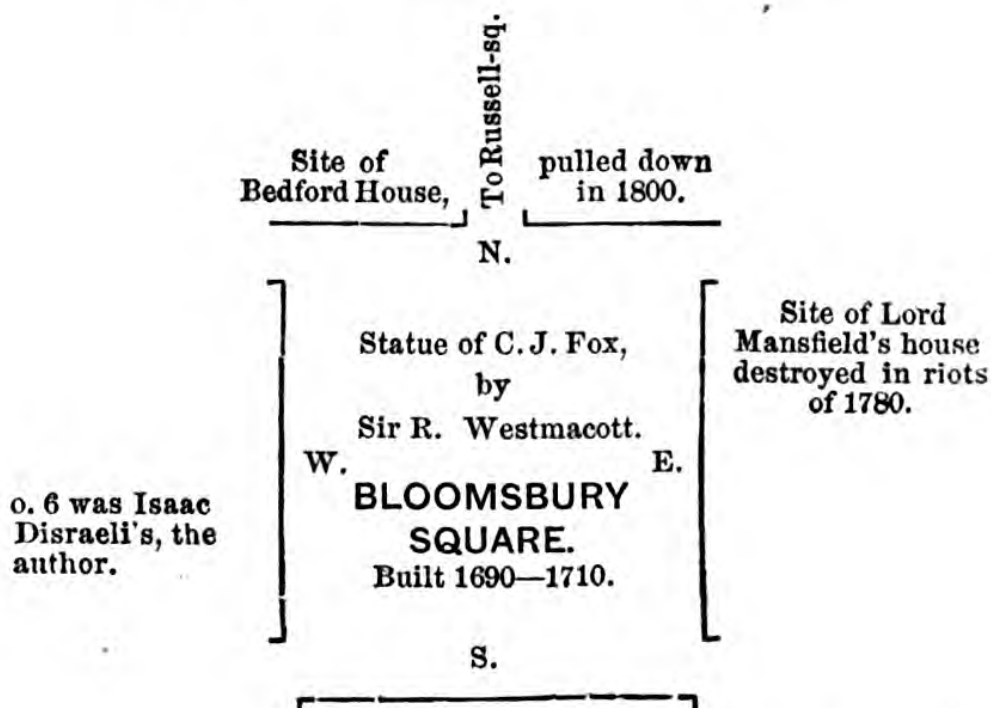 To Russell-sq.
Site of
Bedford House,
pulled down
in 1800.
N.
Statue of C. J. Fox,
by
Sir R. Westmacott.
W.
E.
BLOOMSBURY
SQUARE.
Built 1690—1710.
S.
Site of Lord
Mansfield's house
destroyed in riots
of 1780.
o. 6 was Isaac
Disraeli's, the
author.